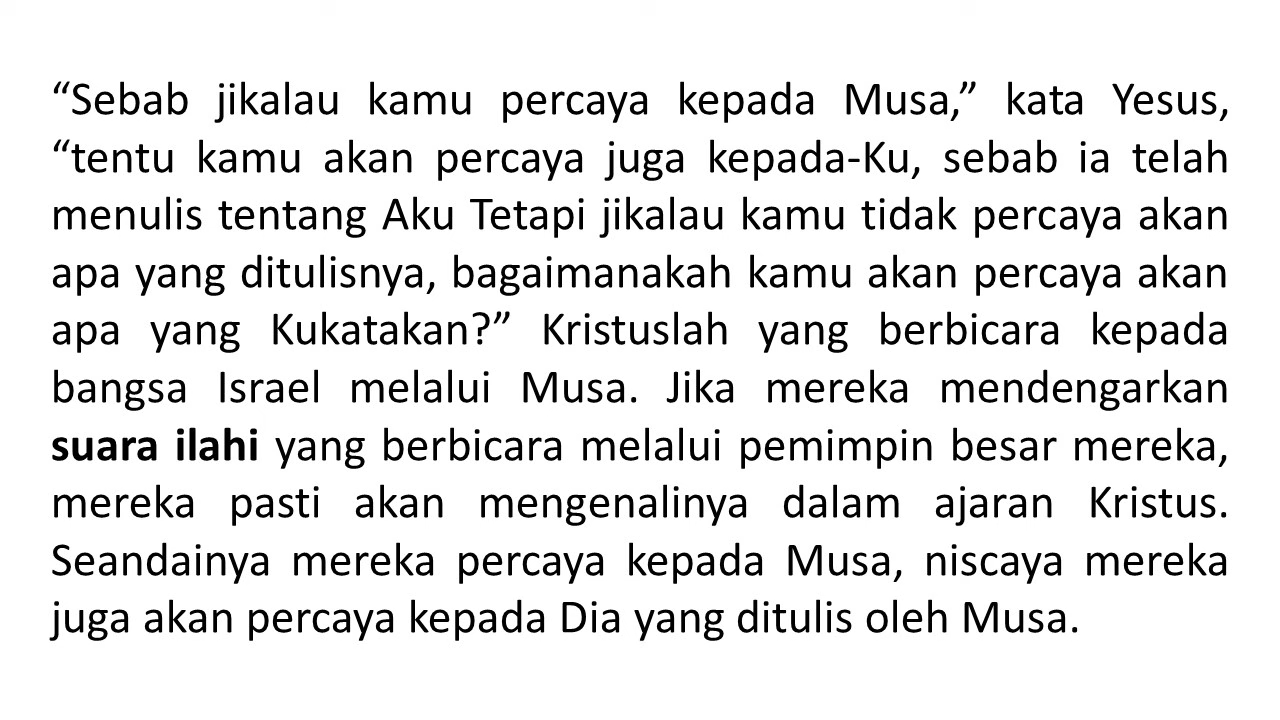 “Sebab jikalau kamu percaya kepada Musa,” kata Yesus,
“tentu kamu akan percaya juga kepada-Ku, sebab ia telah
menulis tentang Aku Tetapi jikalau kamu tidak percaya akan
apa yang ditulisnya, bagaimanakah kamu akan percaya akan
apa yang Kukatakan?” Kristuslah yang berbicara kepada
bangsa Israel melalui Musa. Jika mereka mendengarkan
suara ilahi yang berbicara melalui pemimpin besar mereka,
mereka pasti akan mengenalinya dalam ajaran Kristus.
Seandainya mereka percaya kepada Musa, niscaya mereka
juga akan percaya kepada Dia yang ditulis oleh Musa.